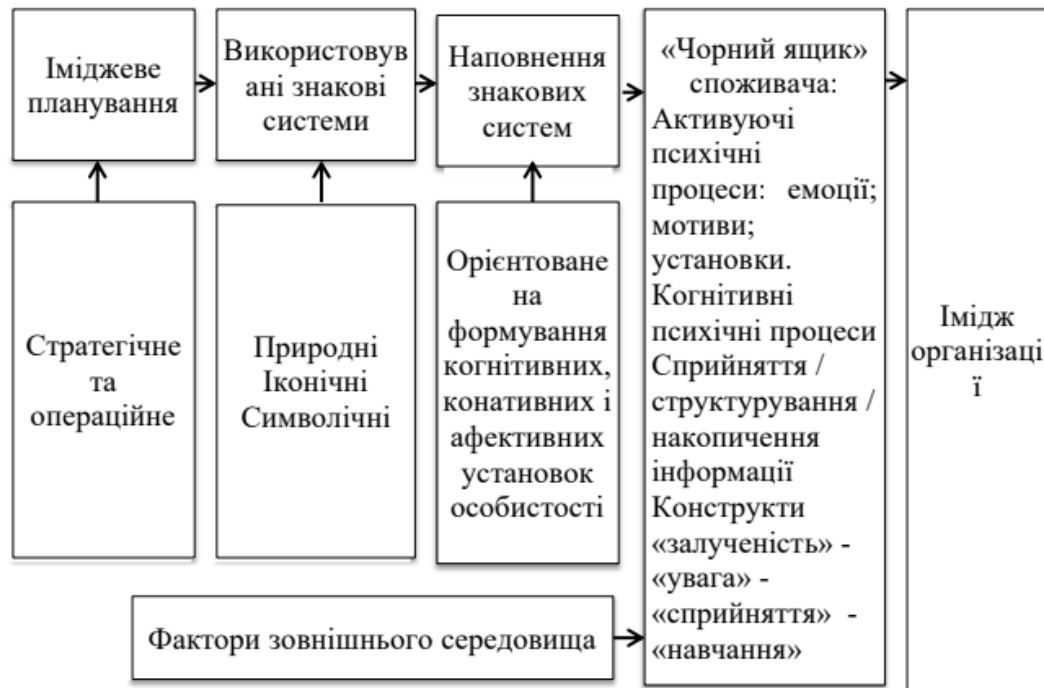 Іміджеве
планування
Використовув
ані знакові
системи
Наповнення
знакових
систем
«Чорний ящик»
споживача:
Активуючі
психічні
процеси: емоції;
мотиви;
установки.
Когнітивні
психічні процеси
Сприйняття /
структурування /
накопичення
інформації
Конструкти
«залученість» -
«увага» -
«сприйняття» -
«навчання»
Імідж
організаці
ї
Стратегічне
та
операційне
Природні
Іконічні
Символічні
Орієнтоване
на
формування
когнітивних,
конативних і
афективних
установок
особистості
Фактори зовнішнього середовища